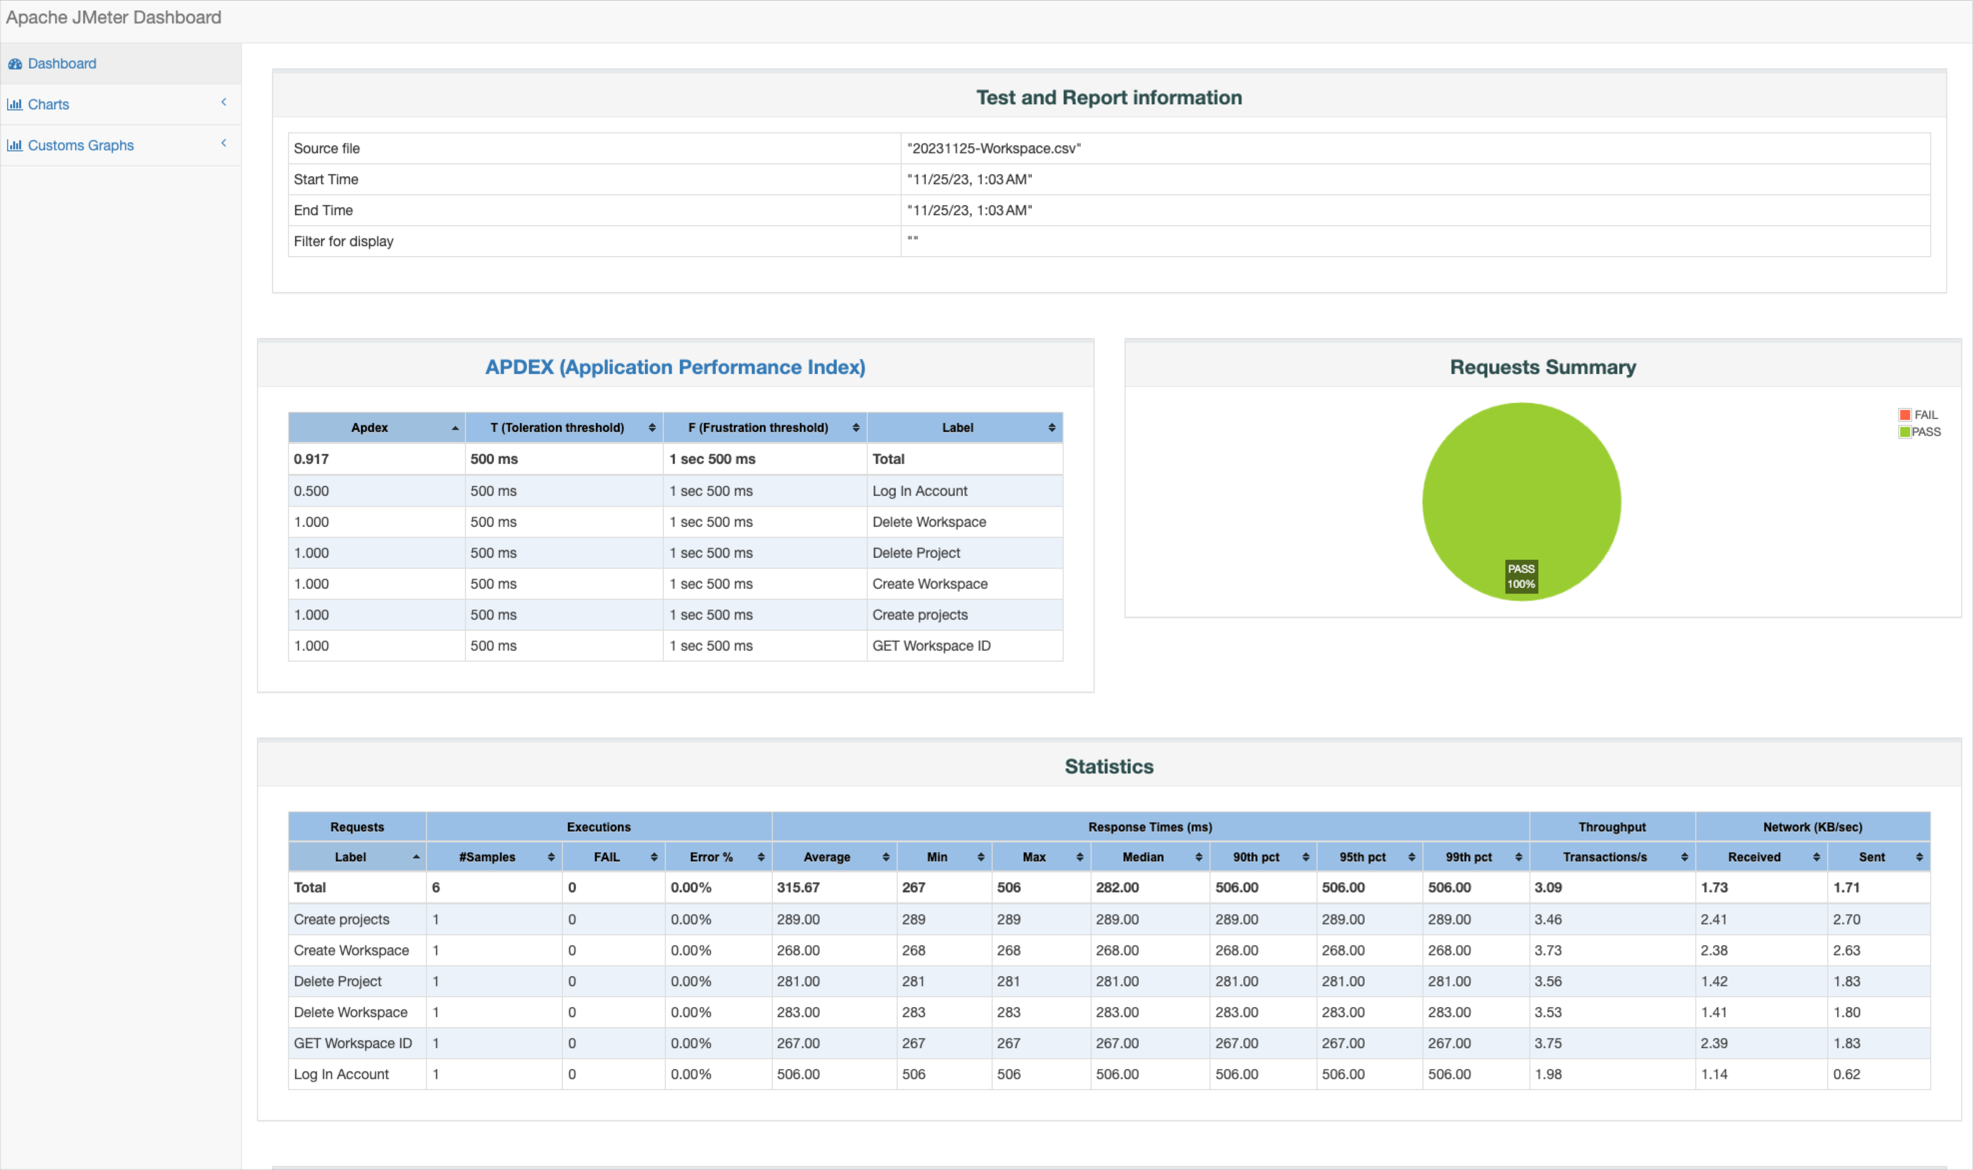 Apache JMeter Dashboard
Dashboard
Charts
Customs Graphs
Test and Report information
Source file "20231125-Workspace.csv"
Start Time "11/25/23, 1:03 AM"
End Time "11/25/23, 1:03 AM"
Filter for display ""
APDEX (Application Performance Index)
Apdex T (Toleration threshold) F (Frustration threshold) Label
0.917 500 ms 1 sec 500 ms Total
0.500 500 ms 1 sec 500 ms Log In Account
1.000 500 ms 1 sec 500 ms Delete Workspace
1.000 500 ms 1 sec 500 ms Delete Project
1.000 500 ms 1 sec 500 ms Create Workspace
1.000 500 ms 1 sec 500 ms Create projects
1.000 500 ms 1 sec 500 ms GET Workspace ID
Requests Summary
FAIL
PASS
PASS
100%
Statistics
Requests Executions Response Times (ms) Throughput Network (KB/sec)
Label #Samples FAIL Error % Average Min Max Median 90th pct 95th pct 99th pct Transactions/s Received Sent
Total 6 0 0.00% 315.67 267 506 282.00 506.00 506.00 506.00 3.09 1.73 1.71
Create projects 1 0 0.00% 289.00 289 289 289.00 289.00 289.00 289.00 3.46 2.41 2.70
Create Workspace 1 0 0.00% 268.00 268 268 268.00 268.00 268.00 268.00 3.73 2.38 2.63
Delete Project 1 0 0.00% 281.00 281 281 281.00 281.00 281.00 281.00 3.56 1.42 1.83
Delete Workspace 1 0 0.00% 283.00 283 283 283.00 283.00 283.00 283.00 3.53 1.41 1.80
GET Workspace ID 1 0 0.00% 267.00 267 267 267.00 267.00 267.00 267.00 3.75 2.39 1.83
Log In Account 1 0 0.00% 506.00 506 506 506.00 506.00 506.00 506.00 1.98 1.14 0.62